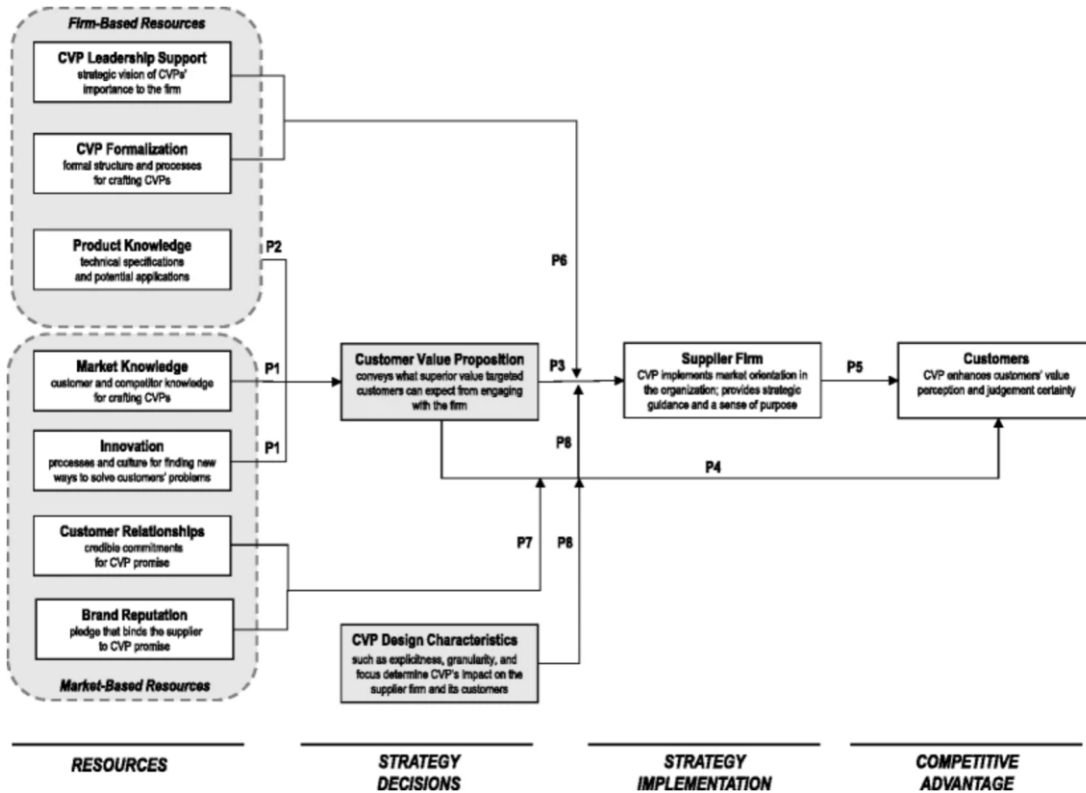 Firm-Based Resources
CVP Leadership Support
strategic vision of CVPs'
importance to the firm
CVP Formalization
formal structure and processes
for crafting CVPs
Product Knowledge
technical specifications
and potential applications
P2
P6
Market Knowledge
customer and competitor knowledge
for crafting CVPs
P1
Customer Value Proposition
conveys what superior value targeted
customers can expect from engaging
with the firm
P3
Supplier Firm
CVP implements market orientation in
the organization; provides strategic
guidance and a sense of purpose
P5
Customers
CVP enhances customers' value
perception and judgement certainty
Innovation
processes and culture for finding new
ways to solve customers' problems
P1
P8
P4
Customer Relationships
credible commitments
for CVP promise
P7
P8
Brand Reputation
pledge that binds the supplier
to CVP promise
CVP Design Characteristics
such as explicitness, granularity, and
focus determine CVP's impact on the
supplier firm and its customers
Market-Based Resources
RESOURCES
STRATEGY
DECISIONS
STRATEGY
IMPLEMENTATION
COMPETITIVE
ADVANTAGE